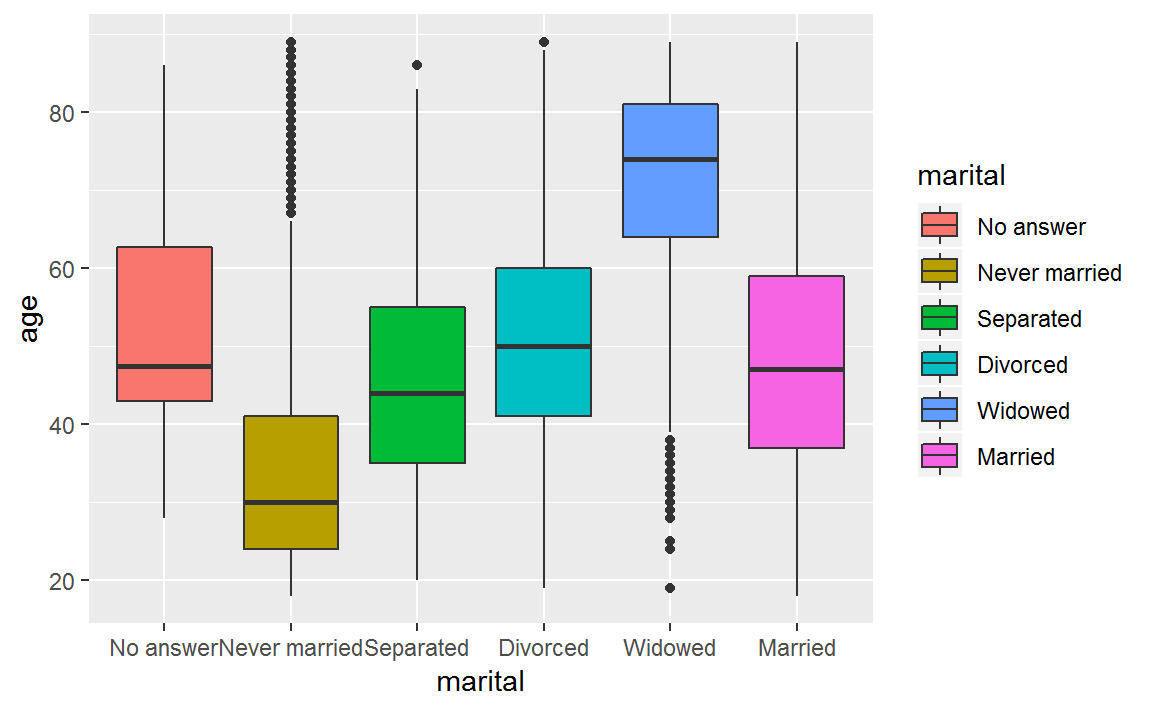 age
80
60
40
20
No answer
Never married
Separated
Divorced
Widowed
Married
marital
marital
No answer
Never married
Separated
Divorced
Widowed
Married